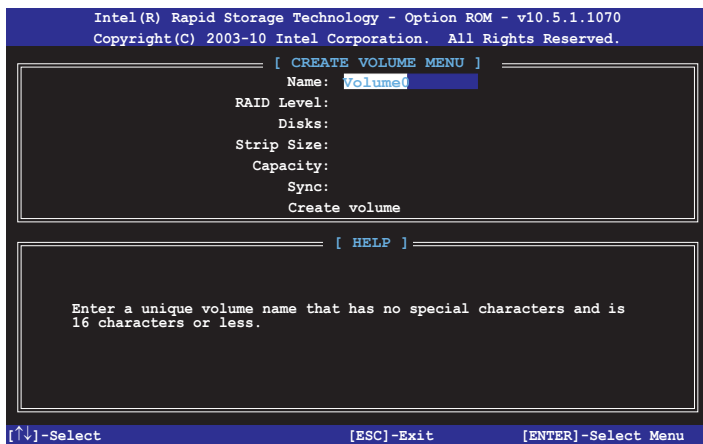 Intel(R) Rapid Storage Technology - Option ROM - v10.5.1.1070
Copyright(C) 2003-10 Intel Corporation.  All Rights Reserved.
[ CREATE VOLUME MENU ]
Name: Volume0
RAID Level:
Disks:
Strip Size:
Capacity:
Sync:
Create volume
[ HELP ]
Enter a unique volume name that has no special characters and is
16 characters or less.
[↑↓]-Select [ESC]-Exit [ENTER]-Select Menu